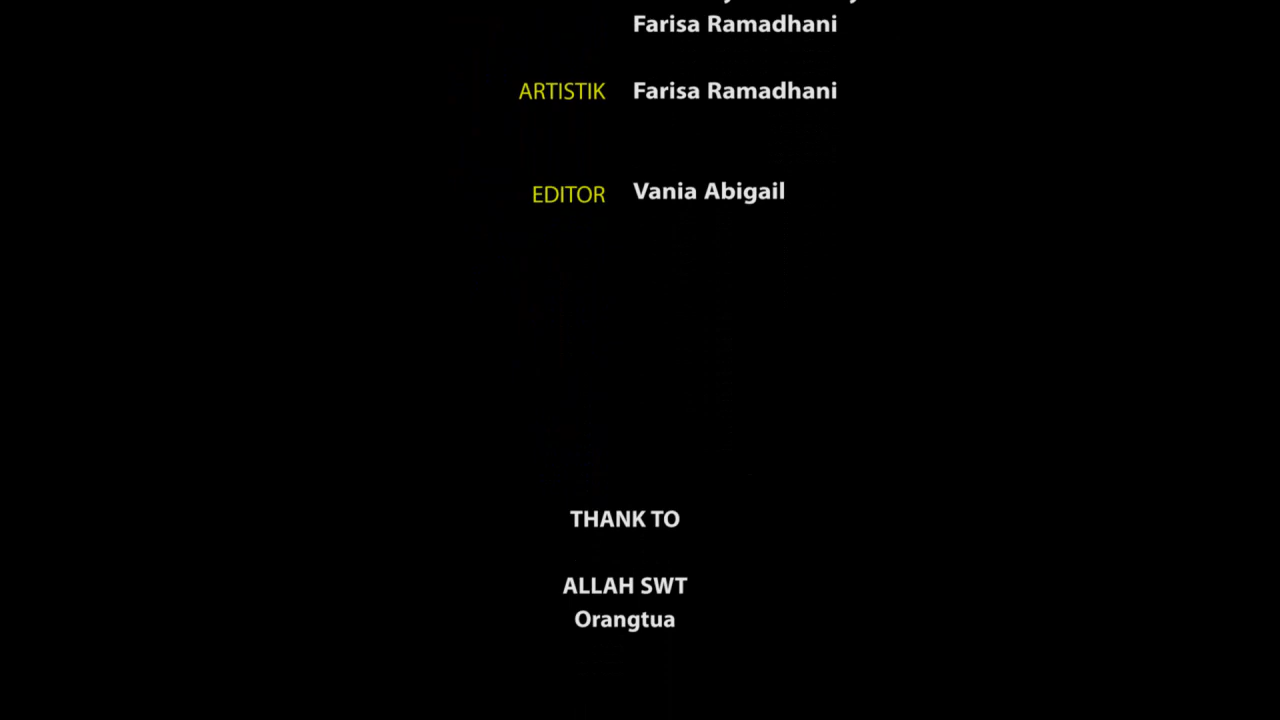 Farisa Ramadhani
ARTISTIK Farisa Ramadhani
EDITOR Vania Abigail
THANK TO
ALLAH SWT
Orangtua